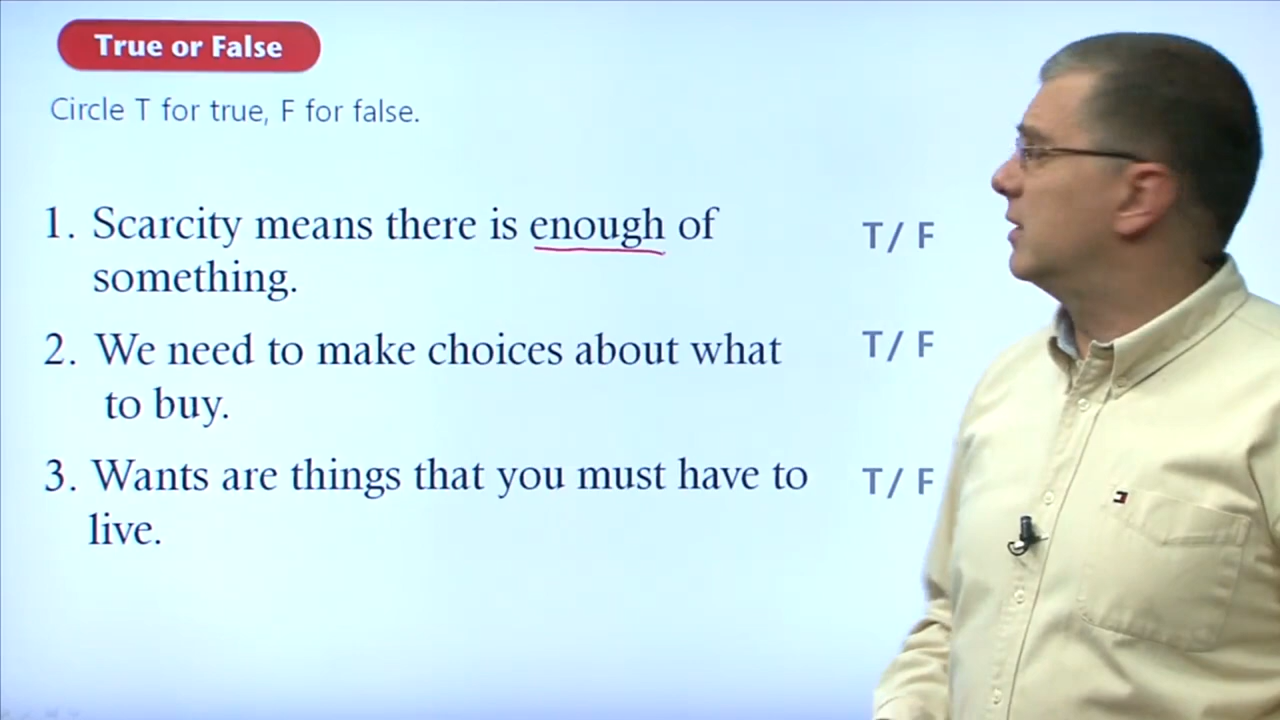 True or False
Circle T for true, F for false.
1. Scarcity means there is enough of
something.
T / F
2. We need to make choices about what
to buy.
T / F
3. Wants are things that you must have to
live.
T / F